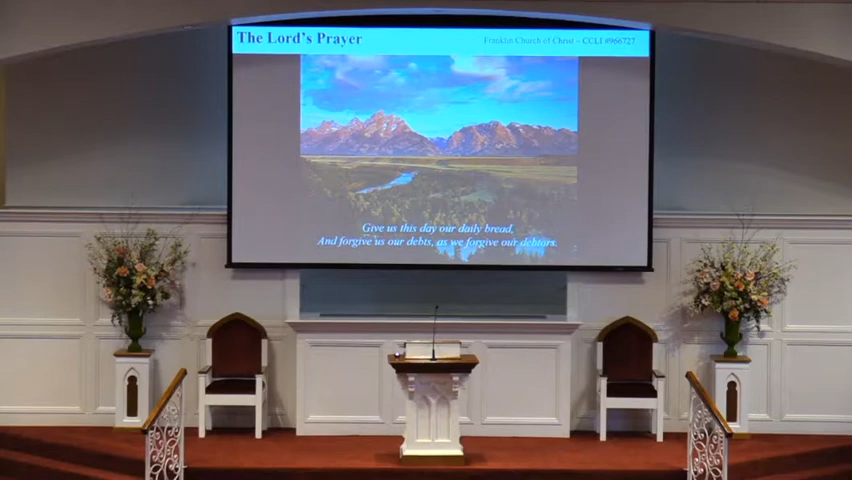 The Lord's Prayer
Franklin Church of Christ – CCLI #966727
Give us this day our daily bread,
And forgive us our debts, as we forgive our debtors.